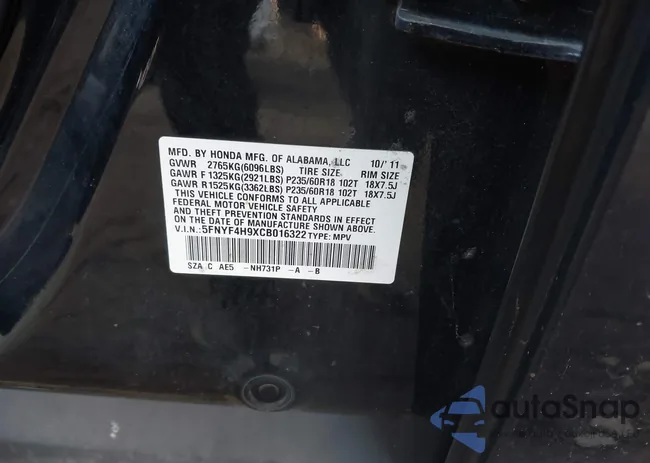 MFD. BY HONDA MFG. OF ALABAMA, LLC 10/'11
GVWR 2765KG(6096LBS) TIRE SIZE RIM SIZE
GAWR F 1325KG(2921LBS) P235/60R18 102T 18X7.5J
GAWR R 1525KG(3362LBS) P235/60R18 102T 18X7.5J
THIS VEHICLE CONFORMS TO ALL APPLICABLE
FEDERAL MOTOR VEHICLE SAFETY
AND THEFT PREVENTION STANDARDS IN EFFECT
ON THE DATE OF MANUFACTURE SHOWN ABOVE.
V.I.N.: 5FNYF4H9XCB016322 TYPE: MPV
SZA C AE5 -NH731P -A -B
autoSnap